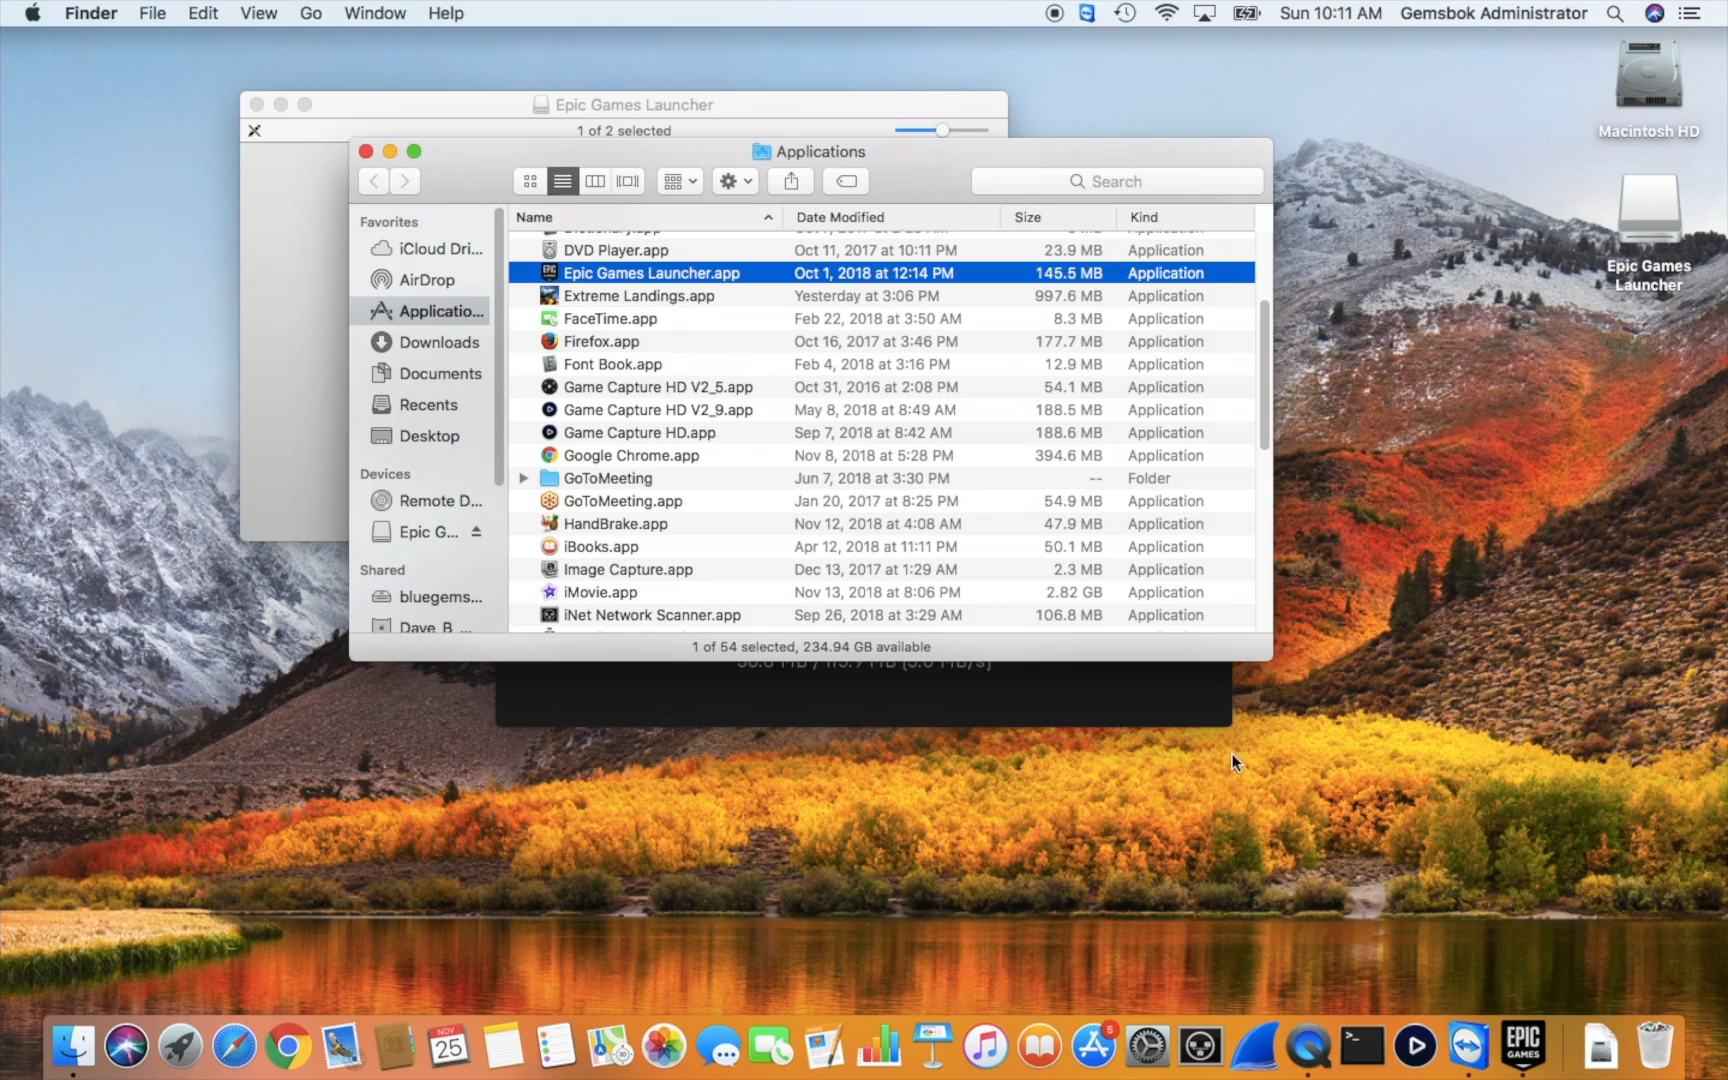 Finder File Edit View Go Window Help
Sun 10:11 AM Gemsbok Administrator
Macintosh HD
Epic Games Launcher
Epic Games Launcher
1 of 2 selected
Applications
Search
Favorites
iCloud Dri...
AirDrop
Applicatio...
Downloads
Documents
Recents
Desktop
Devices
Remote D...
Epic G...
Shared
bluegems...
Dave B ...
Name Date Modified Size Kind
DVD Player.app Oct 11, 2017 at 10:11 PM 23.9 MB Application
Epic Games Launcher.app Oct 1, 2018 at 12:14 PM 145.5 MB Application
Extreme Landings.app Yesterday at 3:06 PM 997.6 MB Application
FaceTime.app Feb 22, 2018 at 3:50 AM 8.3 MB Application
Firefox.app Oct 16, 2017 at 3:46 PM 177.7 MB Application
Font Book.app Feb 4, 2018 at 3:16 PM 12.9 MB Application
Game Capture HD V2_5.app Oct 31, 2016 at 2:08 PM 54.1 MB Application
Game Capture HD V2_9.app May 8, 2018 at 8:49 AM 188.5 MB Application
Game Capture HD.app Sep 7, 2018 at 8:42 AM 188.6 MB Application
Google Chrome.app Nov 8, 2018 at 5:28 PM 394.6 MB Application
GoToMeeting Jun 7, 2018 at 3:30 PM -- Folder
GoToMeeting.app Jan 20, 2017 at 8:25 PM 54.9 MB Application
HandBrake.app Nov 12, 2018 at 4:08 AM 47.9 MB Application
iBooks.app Apr 12, 2018 at 11:11 PM 50.1 MB Application
Image Capture.app Dec 13, 2017 at 1:29 AM 2.3 MB Application
iMovie.app Nov 13, 2018 at 8:06 PM 2.82 GB Application
iNet Network Scanner.app Sep 26, 2018 at 3:29 AM 106.8 MB Application
1 of 54 selected, 234.94 GB available
NOV
25
5
EPIC
GAMES